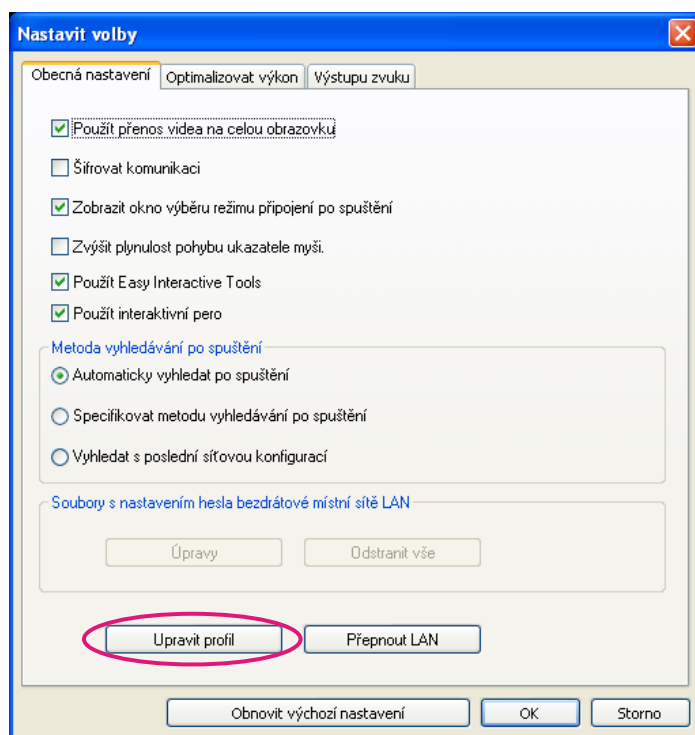 Nastavit volby
Obecná nastavení Optimalizovat výkon Výstupu zvuku
Použít přenos videa na celou obrazovku
Šifrovat komunikaci
Zobrazit okno výběru režimu připojení po spuštění
Zvýšit plynulost pohybu ukazatele myši.
Použít Easy Interactive Tools
Použít interaktivní pero
Metoda vyhledávání po spuštění
Automaticky vyhledat po spuštění
Specifikovat metodu vyhledávání po spuštění
Vyhledat s poslední síťovou konfigurací
Soubory s nastavením hesla bezdrátové místní sítě LAN
Úpravy Odstranit vše
Upravit profil Přepnout LAN
Obnovit výchozí nastavení OK Storno